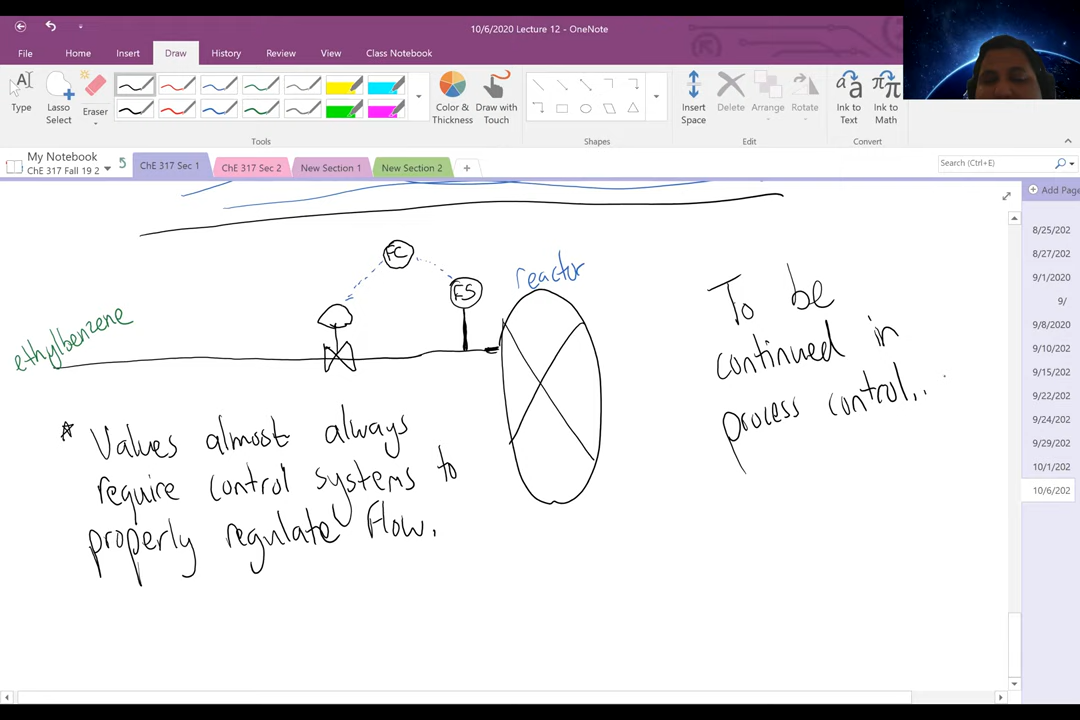 10/6/2020 Lecture 12 - OneNote
File Home Insert Draw History Review View Class Notebook
Type
Lasso Select
Eraser
Color & Thickness
Draw with Touch
Insert Space
Delete
Arrange
Rotate
Ink to Text
Ink to Math
Tools
Shapes
Edit
Convert
My Notebook
ChE 317 Fall 19 2
ChE 317 Sec 1
ChE 317 Sec 2
New Section 1
New Section 2
Search (Ctrl+E)
Add Page
8/25/202
8/27/202
9/1/2020
9/
9/8/2020
9/10/202
9/15/202
9/22/202
9/24/202
9/29/202
10/1/202
10/6/202
FC
FS
reactor
ethylbenzene
* Valves almost always
require control systems to
properly regulate flow.
To be
continued in
process control...